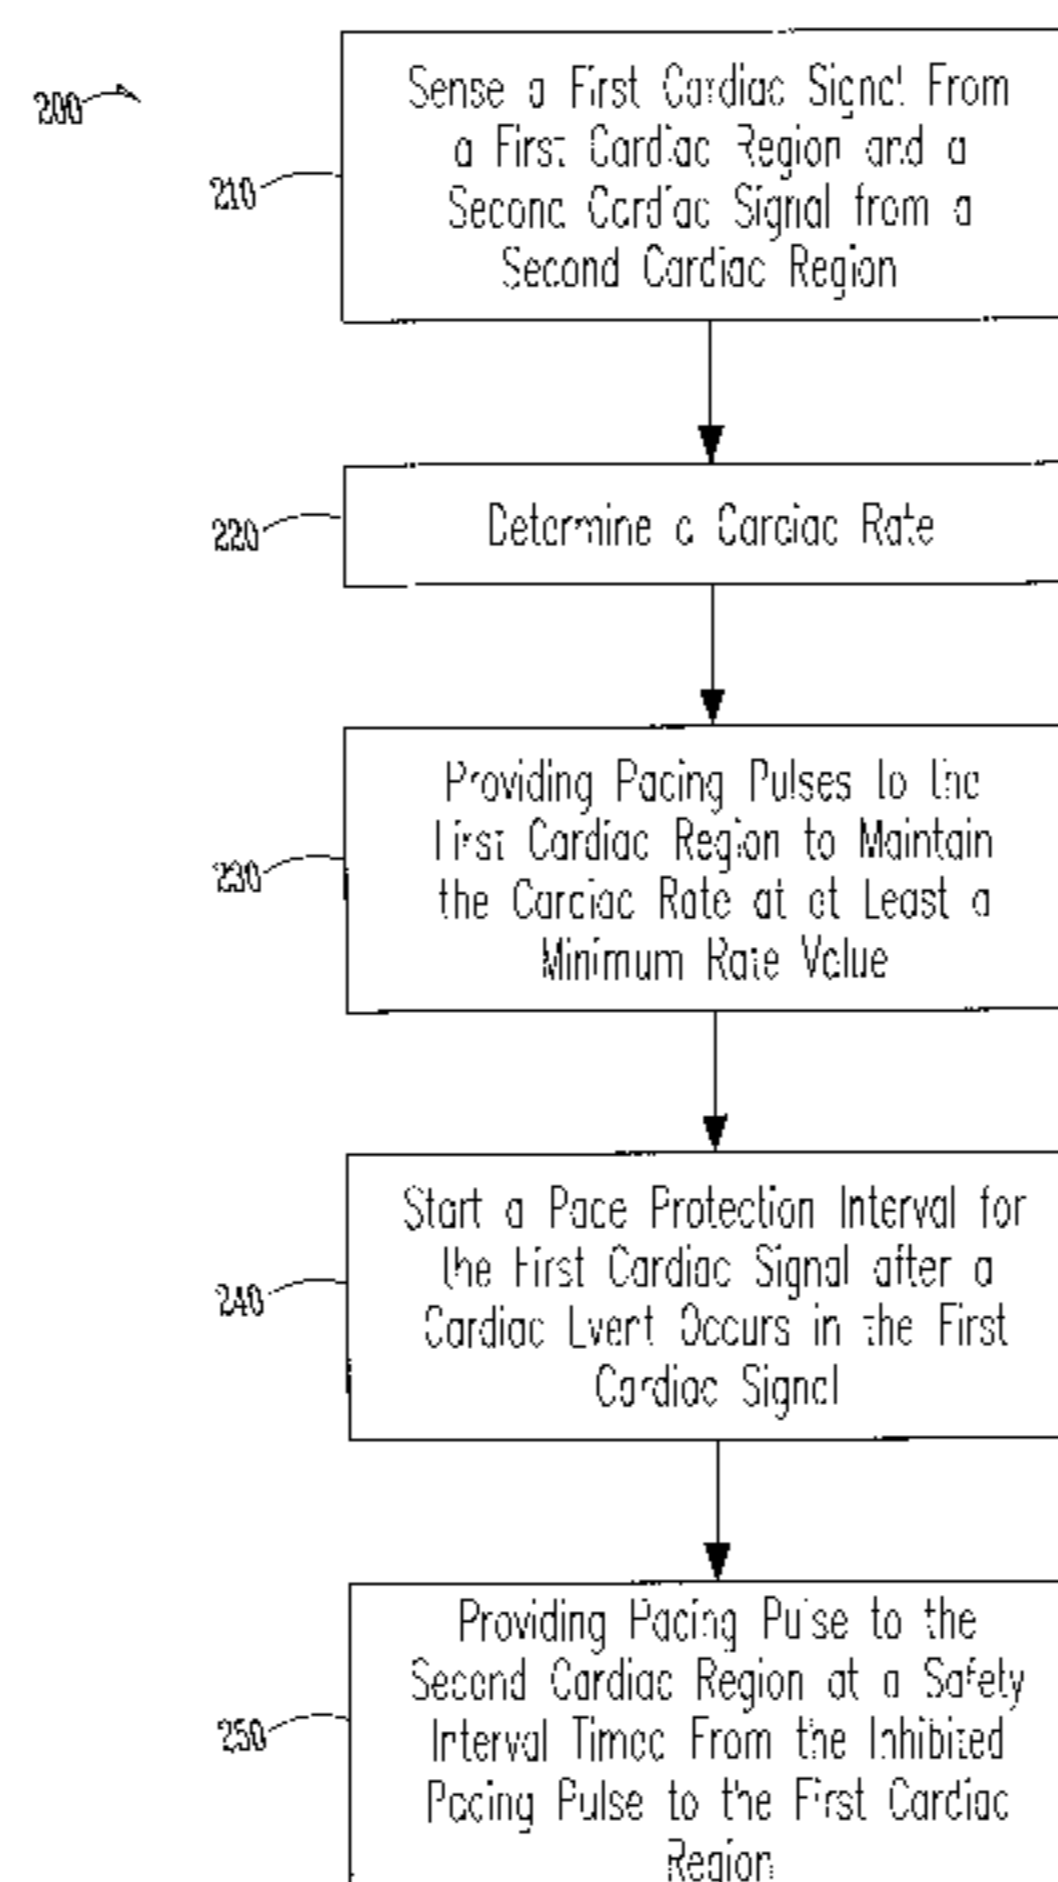 200
Sense a First Cardiac Signal From
a First Cardiac Region and a
Second Cardiac Signal from a
Second Cardiac Region
210
Determine a Cardiac Rate
220
Providing Pacing Pulses to the
First Cardiac Region to Maintain
the Cardiac Rate at at Least a
Minimum Rate Value
230
Start a Pace Protection Interval for
the First Cardiac Signal after a
Cardiac Event Occurs in the First
Cardiac Signal
240
Providing Pacing Pulse to the
Second Cardiac Region at a Safety
Interval Timed From the Inhibited
Pacing Pulse to the First Cardiac
Region
250